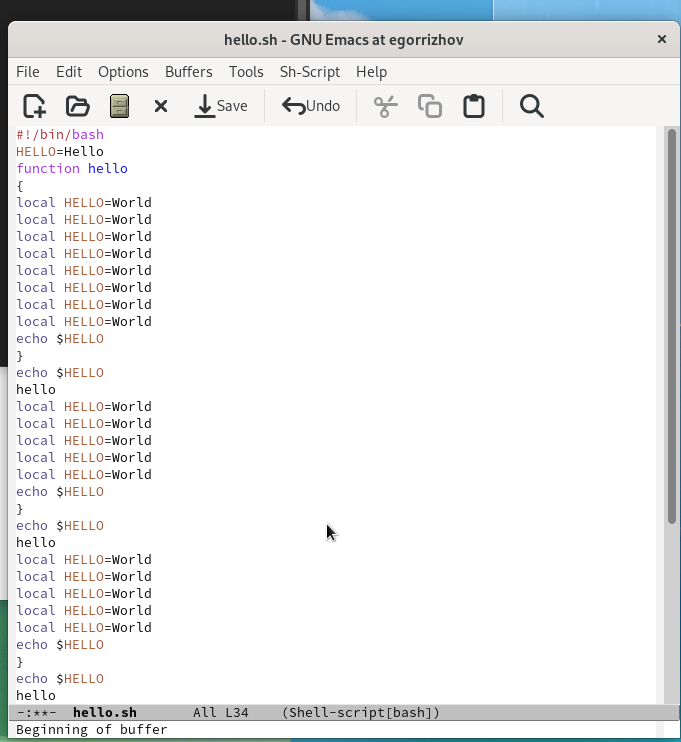 hello.sh - GNU Emacs at egorrizhov
File Edit Options Buffers Tools Sh-Script Help
Save Undo
#!/bin/bash
HELLO=Hello
function hello
{
local HELLO=World
local HELLO=World
local HELLO=World
local HELLO=World
local HELLO=World
local HELLO=World
local HELLO=World
local HELLO=World
echo $HELLO
}
echo $HELLO
hello
local HELLO=World
local HELLO=World
local HELLO=World
local HELLO=World
local HELLO=World
echo $HELLO
}
echo $HELLO
hello
local HELLO=World
local HELLO=World
local HELLO=World
local HELLO=World
local HELLO=World
echo $HELLO
}
echo $HELLO
hello
-:**- hello.sh All L34 (Shell-script[bash])
Beginning of buffer